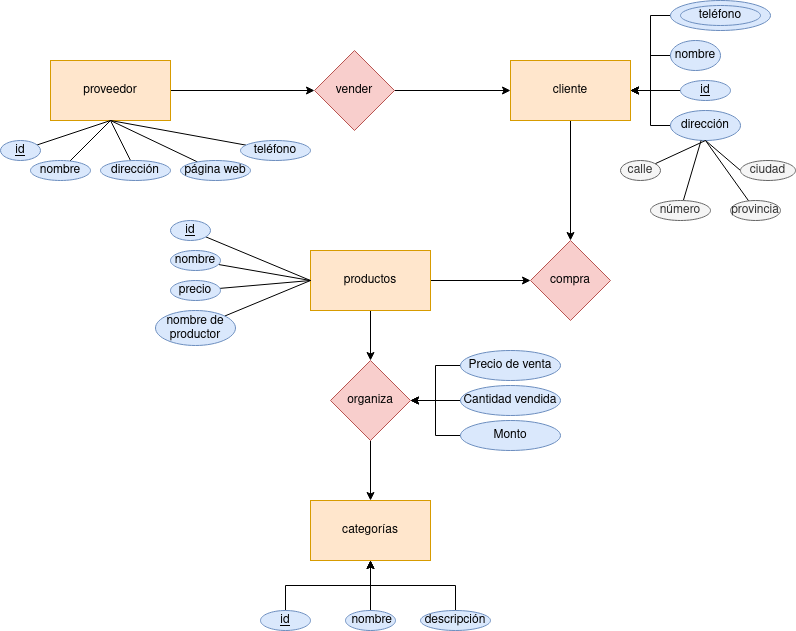 teléfono
nombre
id
dirección
calle
ciudad
número
provincia
proveedor
vender
cliente
id
nombre
dirección
página web
teléfono
id
nombre
precio
nombre de
productor
productos
compra
organiza
Precio de venta
Cantidad vendida
Monto
categorías
id
nombre
descripción